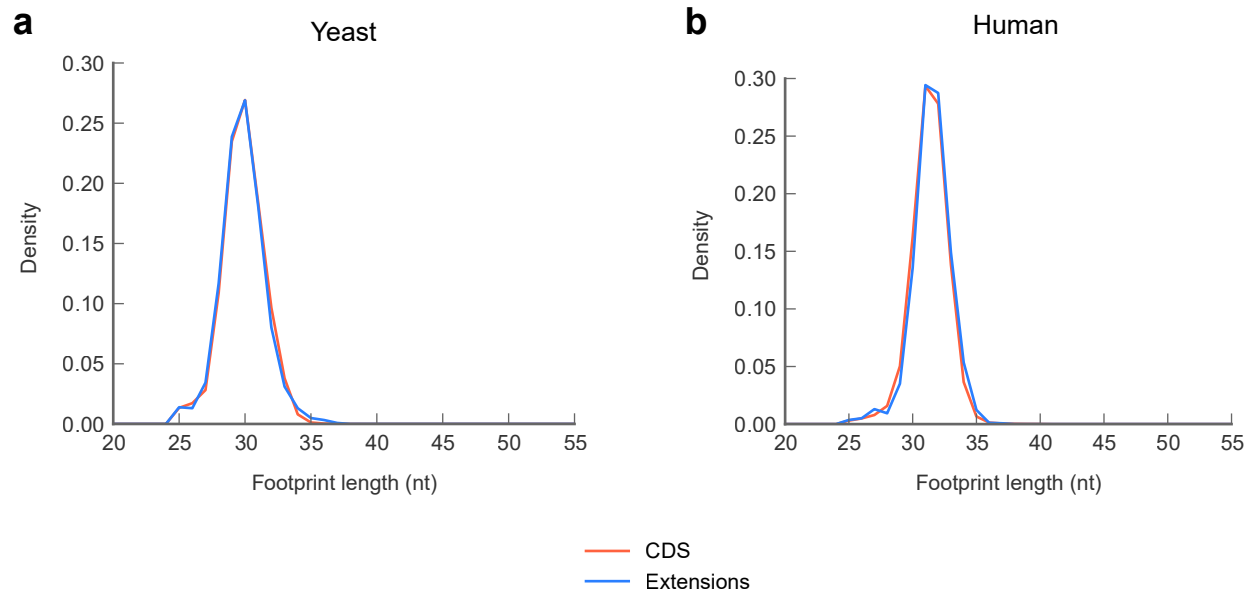 a
Yeast
0.30
0.25
0.20
0.15
0.10
0.05
0.00
Density
20 25 30 35 40 45 50 55
Footprint length (nt)
b
Human
0.30
0.25
0.20
0.15
0.10
0.05
0.00
Density
20 25 30 35 40 45 50 55
Footprint length (nt)
CDS
Extensions